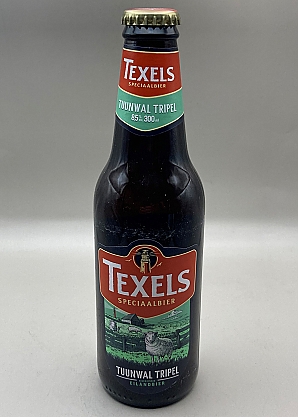 TEXELS
SPECIAALBIER
TUUNWAL TRIPEL
8.5% 300ml
TEXELS
SPECIAALBIER
TUUNWAL TRIPEL
EILANDBIER